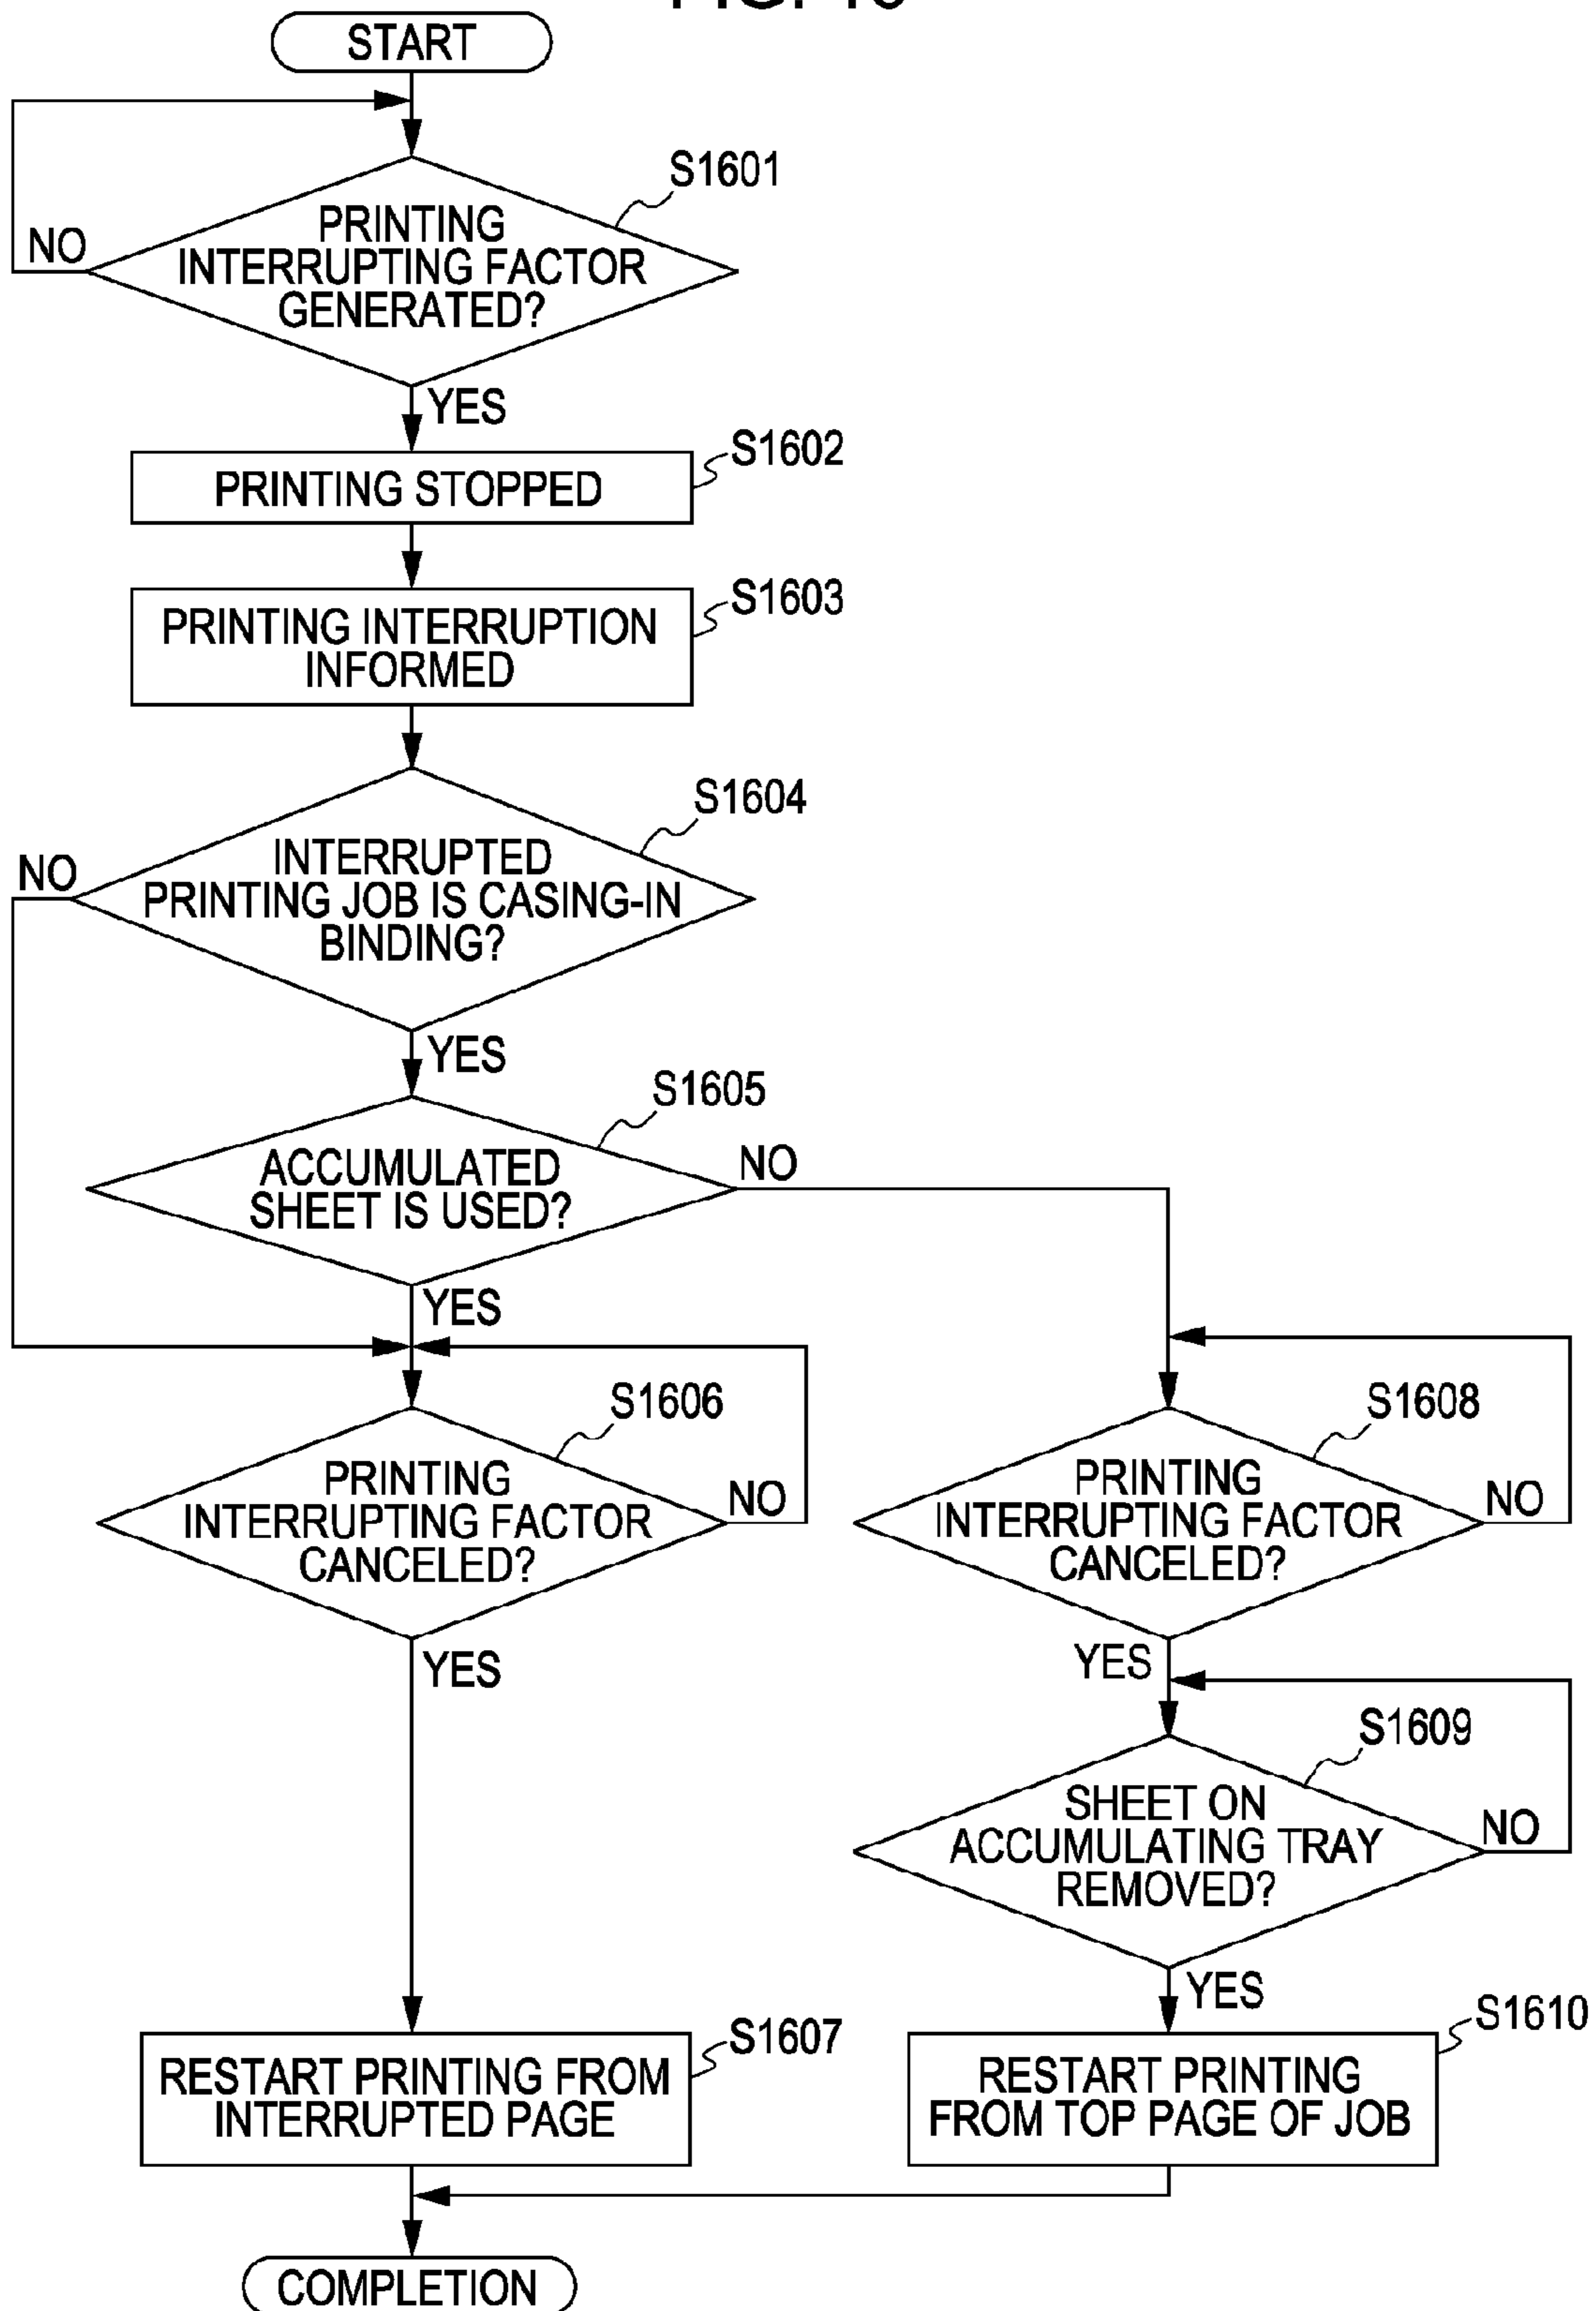 START
S1601
PRINTING
INTERRUPTING FACTOR
GENERATED?
NO
YES
S1602
PRINTING STOPPED
S1603
PRINTING INTERRUPTION
INFORMED
S1604
INTERRUPTED
PRINTING JOB IS CASING-IN
BINDING?
NO
YES
S1605
ACCUMULATED
SHEET IS USED?
NO
YES
S1606
PRINTING
INTERRUPTING FACTOR
CANCELED?
NO
YES
S1608
PRINTING
INTERRUPTING FACTOR
CANCELED?
NO
YES
S1609
SHEET ON
ACCUMULATING TRAY
REMOVED?
NO
YES
S1607
RESTART PRINTING FROM
INTERRUPTED PAGE
S1610
RESTART PRINTING
FROM TOP PAGE OF JOB
COMPLETION